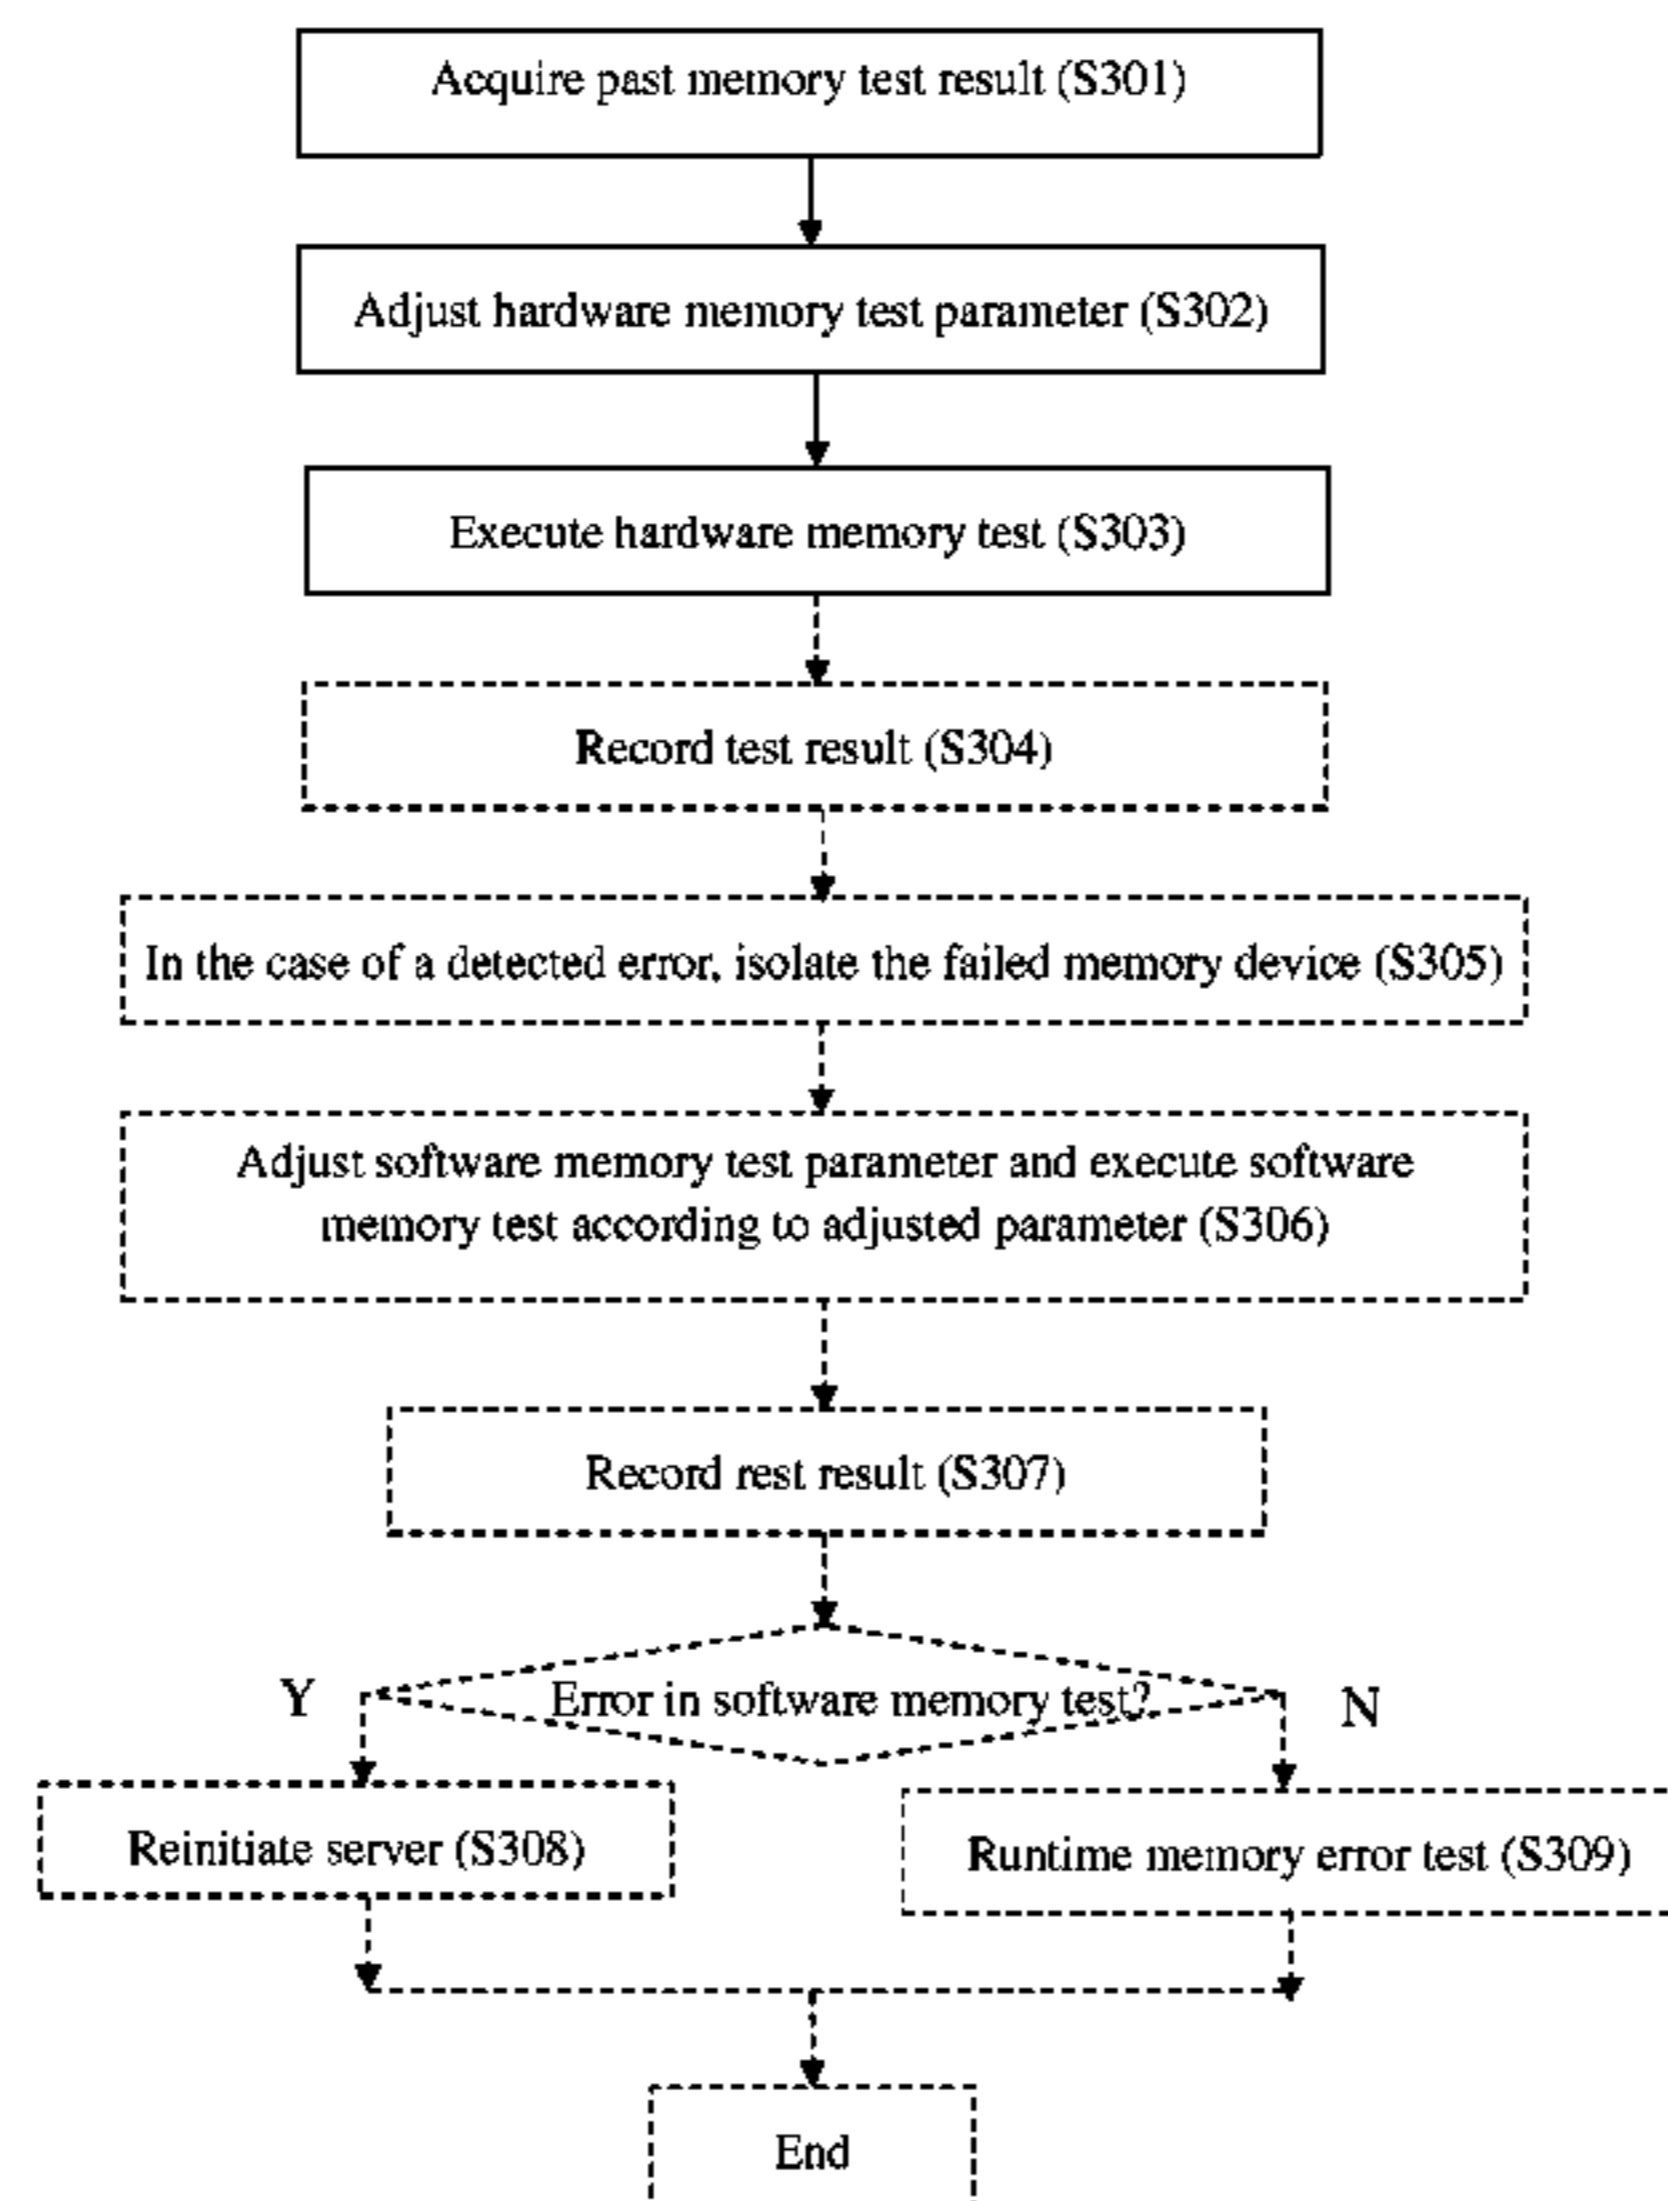 Acquire past memory test result (S301)
Adjust hardware memory test parameter (S302)
Execute hardware memory test (S303)
Record test result (S304)
In the case of a detected error, isolate the failed memory device (S305)
Adjust software memory test parameter and execute software
memory test according to adjusted parameter (S306)
Record rest result (S307)
Error in software memory test?
Y
N
Reinitiate server (S308)
Runtime memory error test (S309)
End